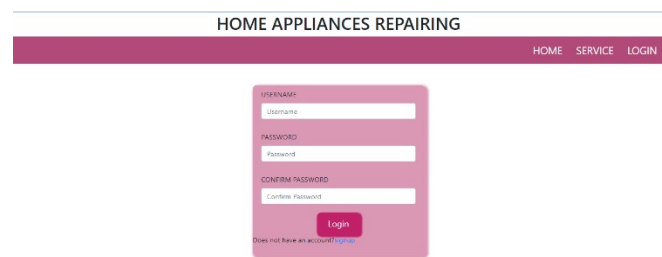 HOME APPLIANCES REPAIRING
HOME SERVICE LOGIN
USERNAME
Username
PASSWORD
Password
CONFIRM PASSWORD
Confirm Password
Login
Does not have an account?signup